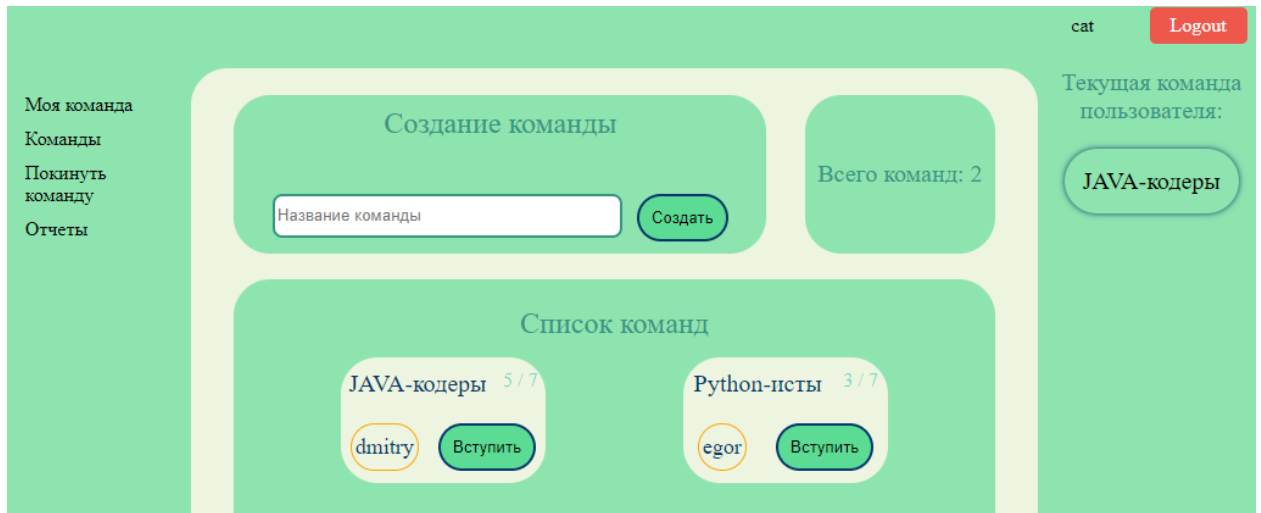 cat
Logout
Моя команда
Команды
Покинуть
команду
Отчеты
Создание команды
Название команды
Создать
Всего команд: 2
Текущая команда
пользователя:
JAVA-кодеры
Список команд
JAVA-кодеры 5 / 7
dmitry Вступить
Python-исты 3 / 7
egor Вступить